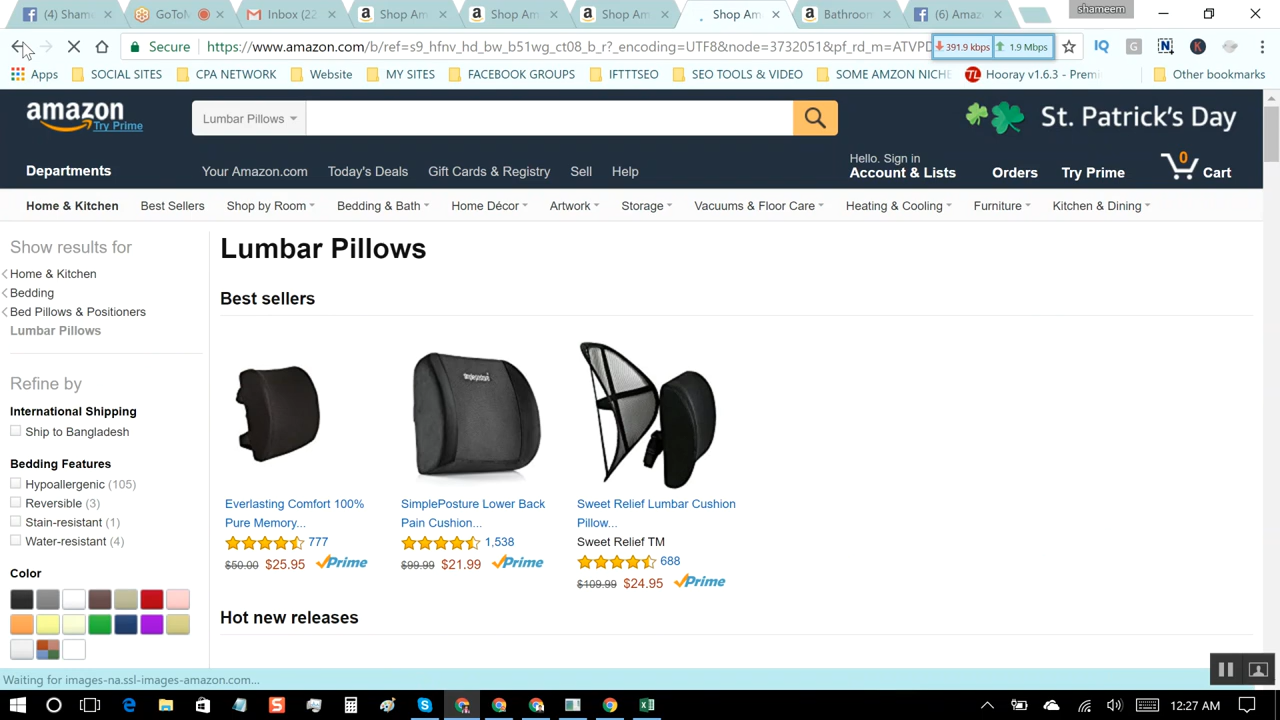 (4) Shame
GoToM
Inbox (22
Shop Am
Shop Am
Shop Am
Shop Am
Bathroom
(6) Amaz
shameem
Secure
https://www.amazon.com/b/ref=s9_hfnv_hd_bw_b51wg_ct08_b_r?_encoding=UTF8&node=3732051&pf_rd_m=ATVPD
391.9 kbps
1.9 Mbps
IQ
G
N
K
Apps
SOCIAL SITES
CPA NETWORK
Website
MY SITES
FACEBOOK GROUPS
IFTTTSEO
SEO TOOLS & VIDEO
SOME AMZON NICHE
TL
Hooray v1.6.3 - Premi
Other bookmarks
amazon
Try Prime
Lumbar Pillows
St. Patrick's Day
Departments
Your Amazon.com
Today's Deals
Gift Cards & Registry
Sell
Help
Hello. Sign in
Account & Lists
Orders
Try Prime
0
Cart
Home & Kitchen
Best Sellers
Shop by Room
Bedding & Bath
Home Décor
Artwork
Storage
Vacuums & Floor Care
Heating & Cooling
Furniture
Kitchen & Dining
Show results for
Home & Kitchen
Bedding
Bed Pillows & Positioners
Lumbar Pillows
Refine by
International Shipping
Ship to Bangladesh
Bedding Features
Hypoallergenic (105)
Reversible (3)
Stain-resistant (1)
Water-resistant (4)
Color
Lumbar Pillows
Best sellers
simpleposture
Everlasting Comfort 100%
Pure Memory...
777
$50.00 $25.95 Prime
SimplePosture Lower Back
Pain Cushion...
1,538
$99.99 $21.99 Prime
Sweet Relief Lumbar Cushion
Pillow...
Sweet Relief TM
688
$109.99 $24.95 Prime
Hot new releases
Waiting for images-na.ssl-images-amazon.com...
12:27 AM